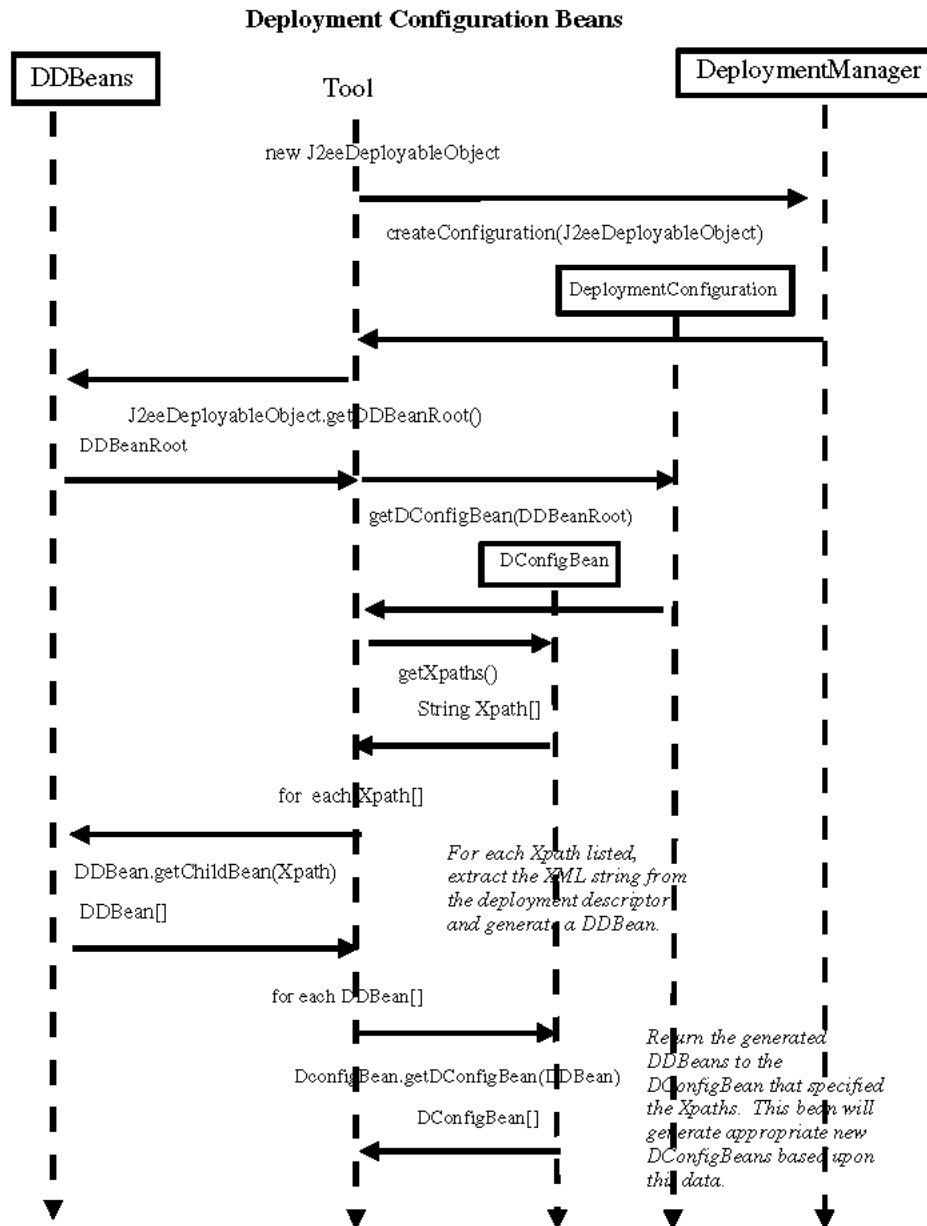 Deployment Configuration Beans
DDBeans
Tool
DeploymentManager
new J2eeDeployableObject
createConfiguration(J2eeDeployableObject)
DeploymentConfiguration
J2eeDeployableObject.getDDBeanRoot()
DDBeanRoot
getDConfigBean(DDBeanRoot)
DConfigBean
getXpaths()
String Xpath[]
for each Xpath[]
DDBean.getChildBean(Xpath)
For each Xpath listed,
extract the XML string from
the deployment descriptor
and generate a DDBean.
DDBean[]
for each DDBean[]
DconfigBean.getDConfigBean(DDBean)
DConfigBean[]
Return the generated
DDBeans to the
DConfigBean that specified
the Xpaths. This bean will
generate appropriate new
DConfigBeans based upon
this data.